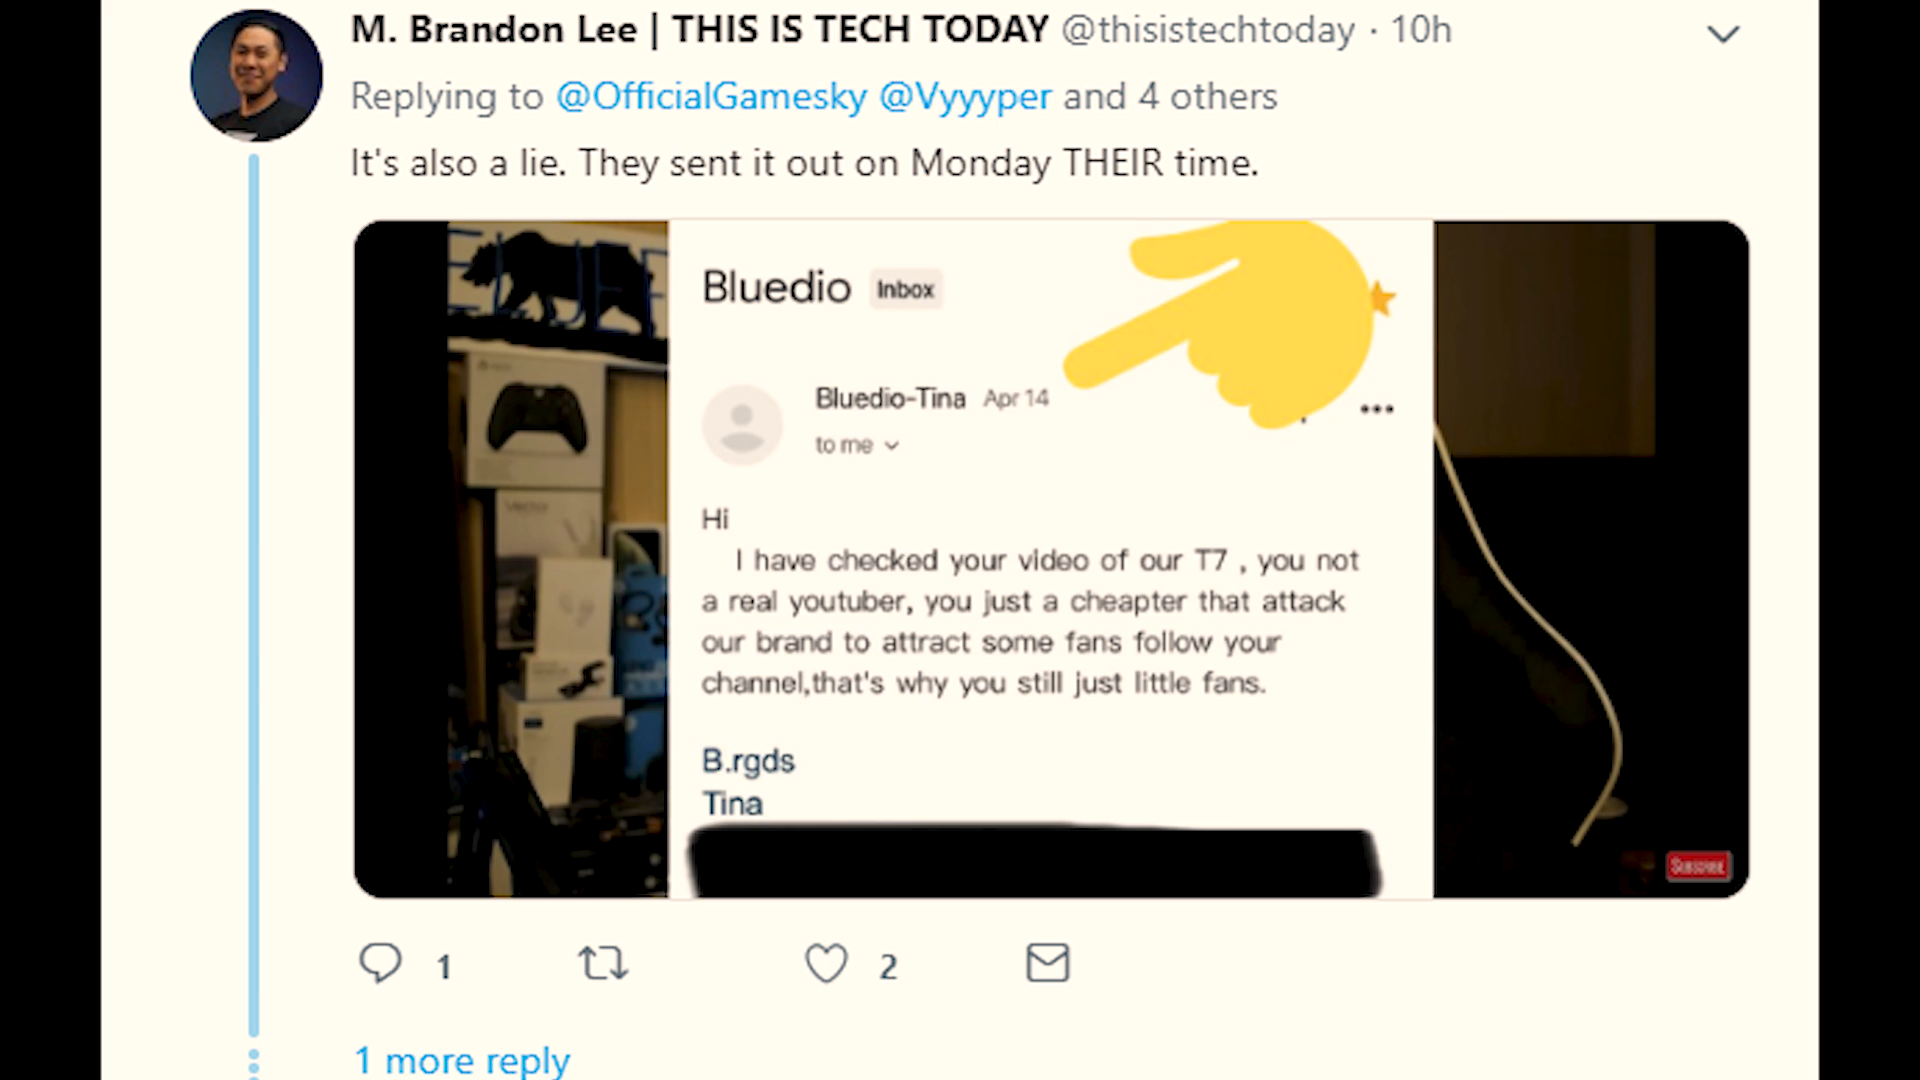 M. Brandon Lee | THIS IS TECH TODAY @thisistechtoday · 10h
Replying to @OfficialGamesky @Vyyyper and 4 others
It's also a lie. They sent it out on Monday THEIR time.
Bluedio Inbox
Bluedio-Tina Apr 14
to me
Hi
I have checked your video of our T7 , you not
a real youtuber, you just a cheapter that attack
our brand to attract some fans follow your
channel,that's why you still just little fans.
B.rgds
Tina
SUBSCRIBE
1
2
1 more reply